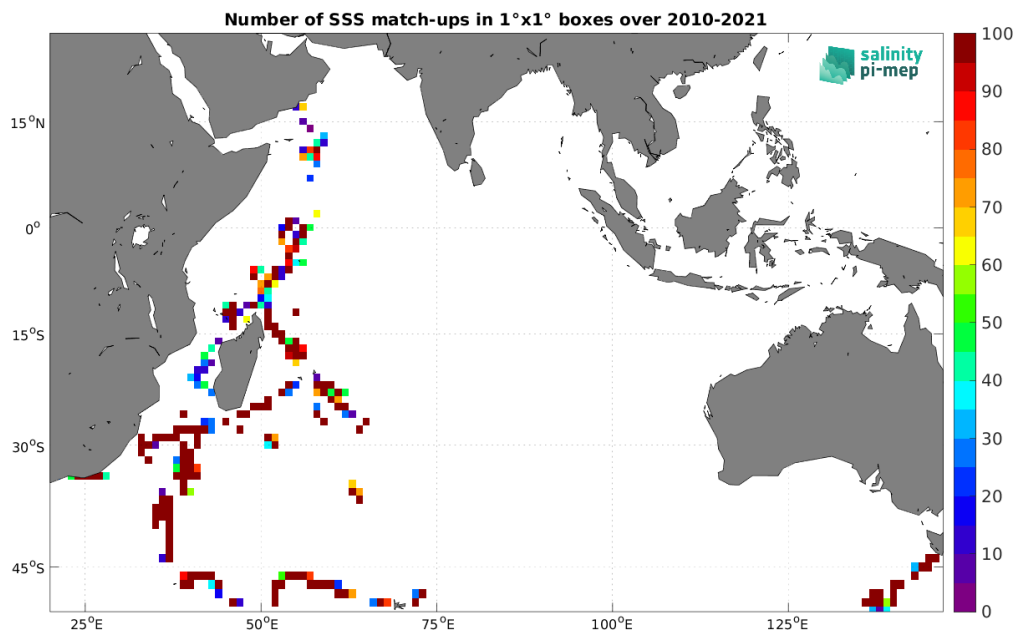 Number of SSS match-ups in 1°x1° boxes over 2010-2021
salinity
pi-mep
100
90
80
70
60
50
40
30
20
10
0
15°N
0°
15°S
30°S
45°S
25°E
50°E
75°E
100°E
125°E